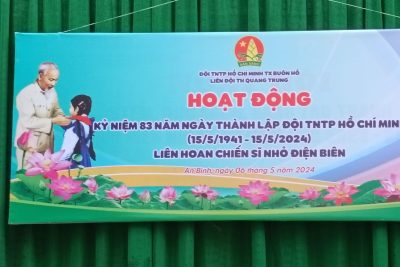 ĐỘI TNTP HỒ CHÍ MINH TX BUÔN HỒ
LIÊN ĐỘI TH QUANG TRUNG
HOẠT ĐỘNG
KỶ NIỆM 83 NĂM NGÀY THÀNH LẬP ĐỘI TNTP HỒ CHÍ MIN
(15/5/1941 - 15/5/2024)
LIÊN HOAN CHIẾN SĨ NHỎ ĐIỆN BIÊN
An Bình, ngày 06 tháng 5 năm 2024